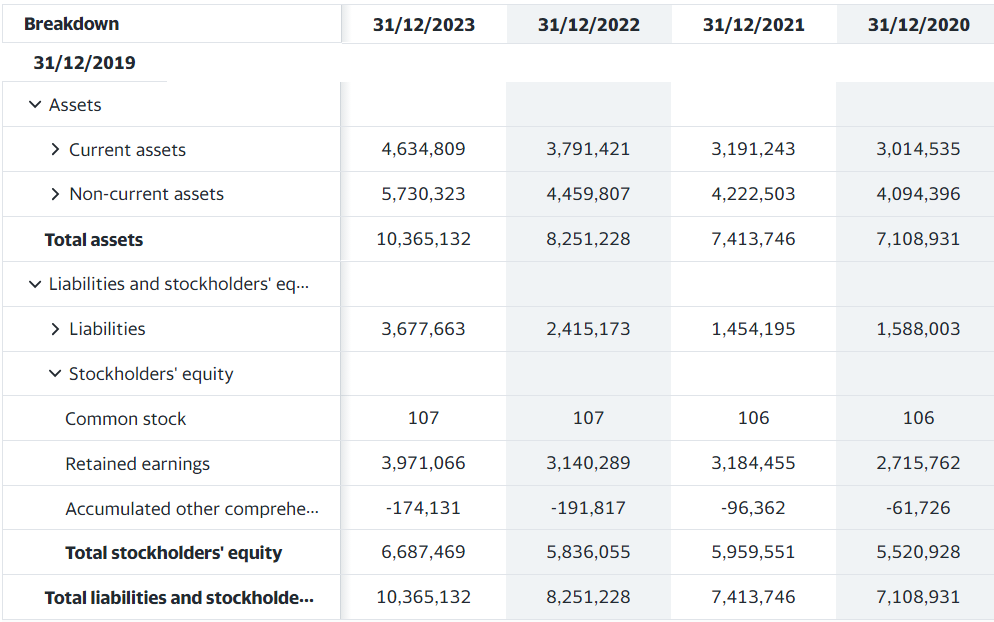 Breakdown 31/12/2023 31/12/2022 31/12/2021 31/12/2020
31/12/2019
Assets
Current assets 4,634,809 3,791,421 3,191,243 3,014,535
Non-current assets 5,730,323 4,459,807 4,222,503 4,094,396
Total assets 10,365,132 8,251,228 7,413,746 7,108,931
Liabilities and stockholders' eq...
Liabilities 3,677,663 2,415,173 1,454,195 1,588,003
Stockholders' equity
Common stock 107 107 106 106
Retained earnings 3,971,066 3,140,289 3,184,455 2,715,762
Accumulated other comprehe... -174,131 -191,817 -96,362 -61,726
Total stockholders' equity 6,687,469 5,836,055 5,959,551 5,520,928
Total liabilities and stockholde... 10,365,132 8,251,228 7,413,746 7,108,931